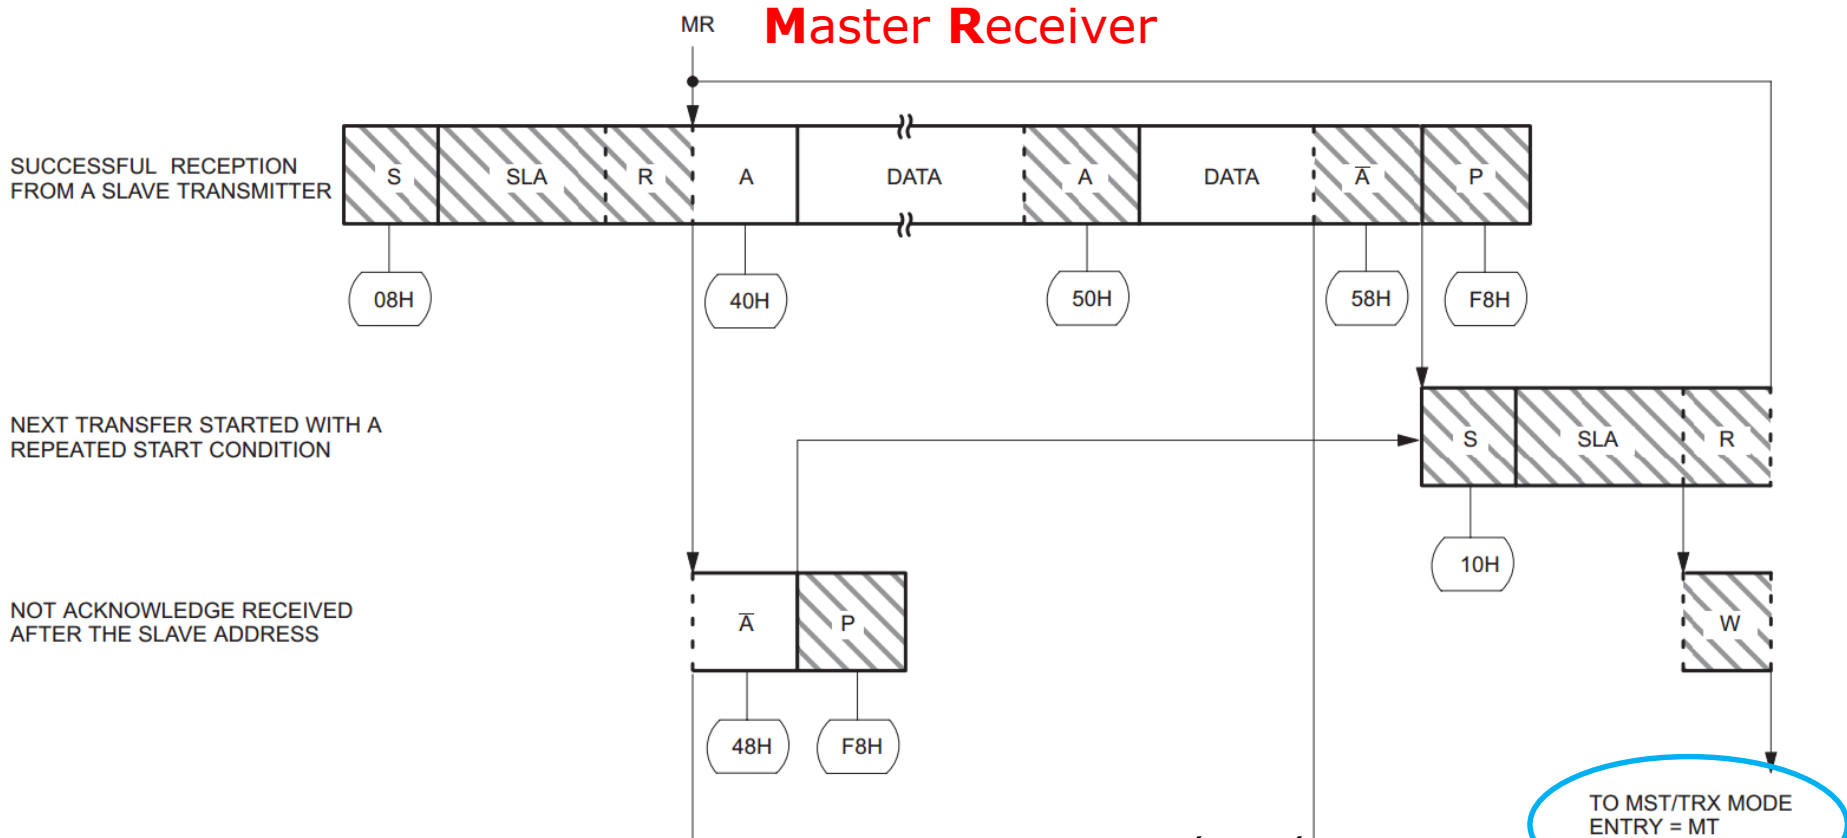 MR
Master Receiver
SUCCESSFUL RECEPTION
FROM A SLAVE TRANSMITTER
S SLA R A DATA A DATA A̅ P
08H 40H 50H 58H F8H
NEXT TRANSFER STARTED WITH A
REPEATED START CONDITION
S SLA R
10H
NOT ACKNOWLEDGE RECEIVED
AFTER THE SLAVE ADDRESS
A̅ P W
48H F8H
TO MST/TRX MODE
ENTRY = MT